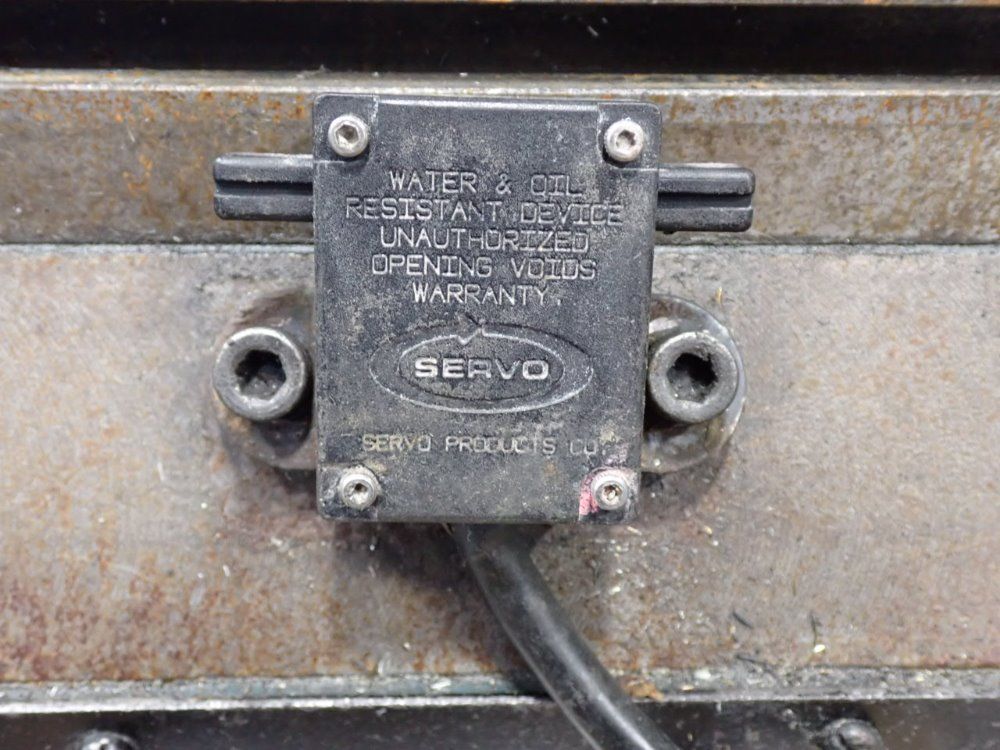 WATER & OIL
RESISTANT DEVICE
UNAUTHORIZED
OPENING VOIDS
WARRANTY.
SERVO
SERVO PRODUCTS CO